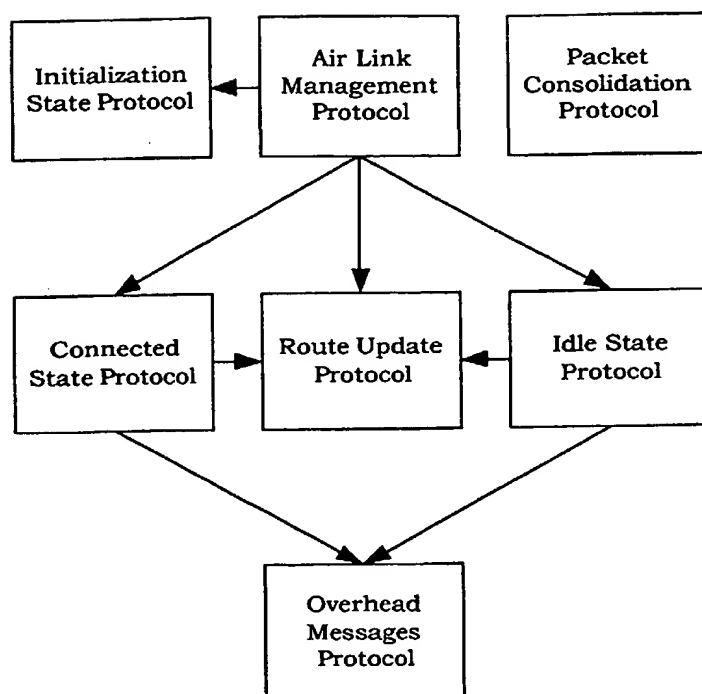 Initialization
State Protocol
Air Link
Management
Protocol
Packet
Consolidation
Protocol
Connected
State Protocol
Route Update
Protocol
Idle State
Protocol
Overhead
Messages
Protocol